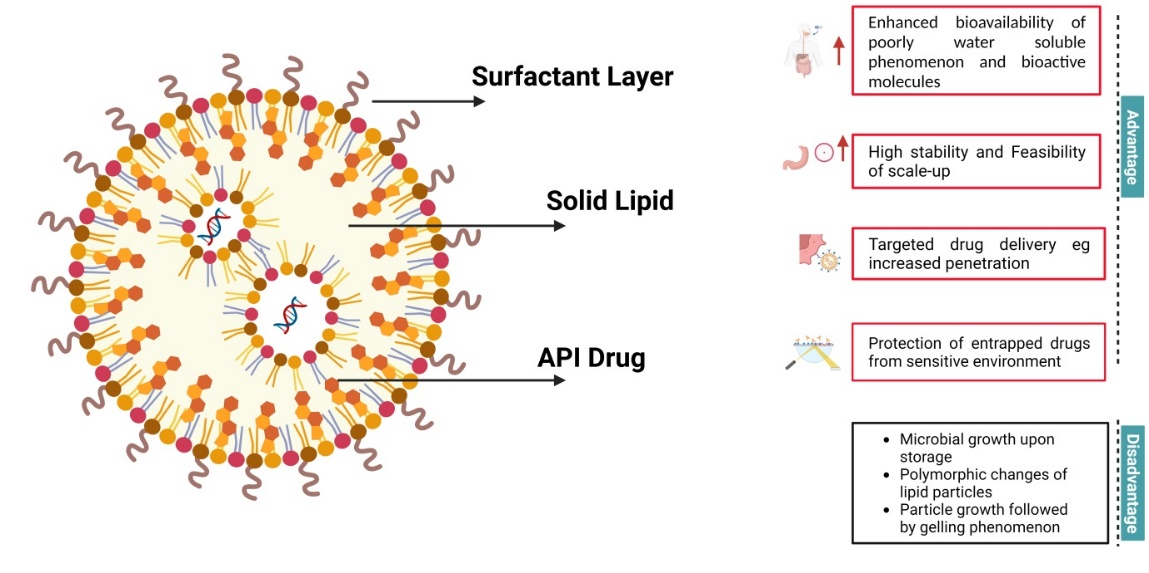 Surfactant Layer
Solid Lipid
API Drug
Enhanced bioavailability of
poorly water soluble
phenomenon and bioactive
molecules
High stability and Feasibility
of scale-up
Targeted drug delivery eg
increased penetration
Protection of entrapped drugs
from sensitive environment
Advantage
• Microbial growth upon
storage
• Polymorphic changes of
lipid particles
• Particle growth followed
by gelling phenomenon
Disadvantage